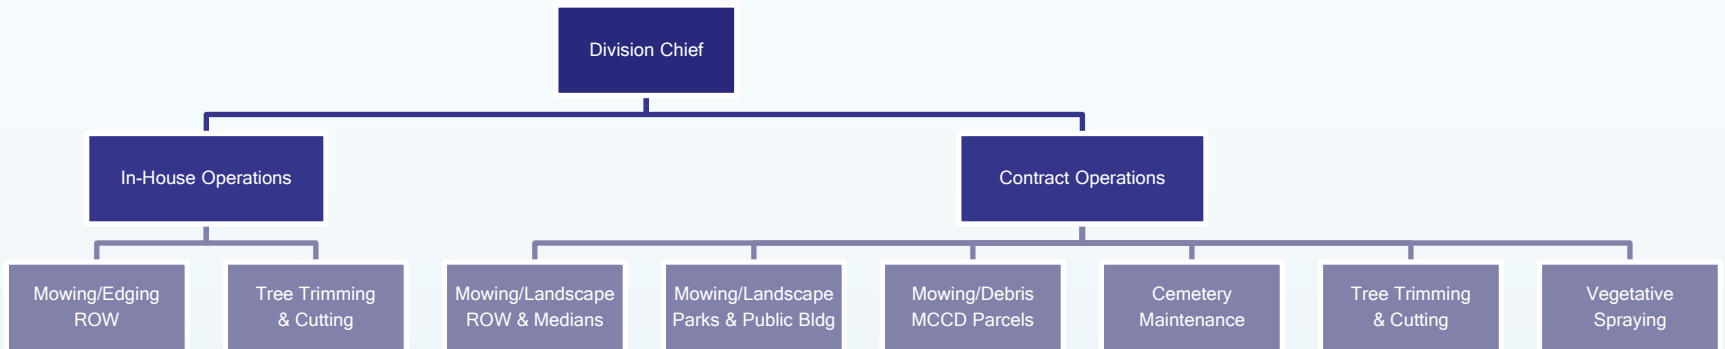 Division Chief
In-House Operations
Contract Operations
Mowing/Edging
ROW
Tree Trimming
& Cutting
Mowing/Landscape
ROW & Medians
Mowing/Landscape
Parks & Public Bldg
Mowing/Debris
MCCD Parcels
Cemetery
Maintenance
Tree Trimming
& Cutting
Vegetative
Spraying